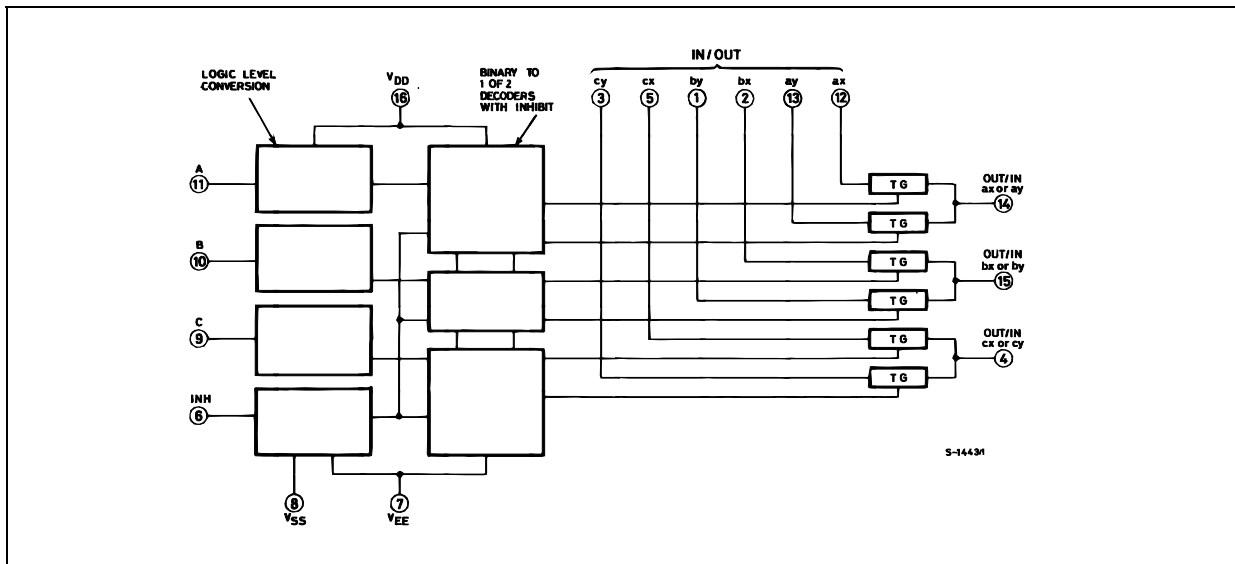 IN/OUT
LOGIC LEVEL
CONVERSION
VDD
16
BINARY TO
1 OF 2
DECODERS
WITH INHIBIT
cy cx by bx ay ax
3 5 1 2 13 12
A
11
TG
OUT/IN
ax or ay
14
TG
B
10
TG
OUT/IN
bx or by
15
TG
C
9
TG
OUT/IN
cx or cy
4
TG
INH
6
8
VSS
7
VEE
S-1443/1